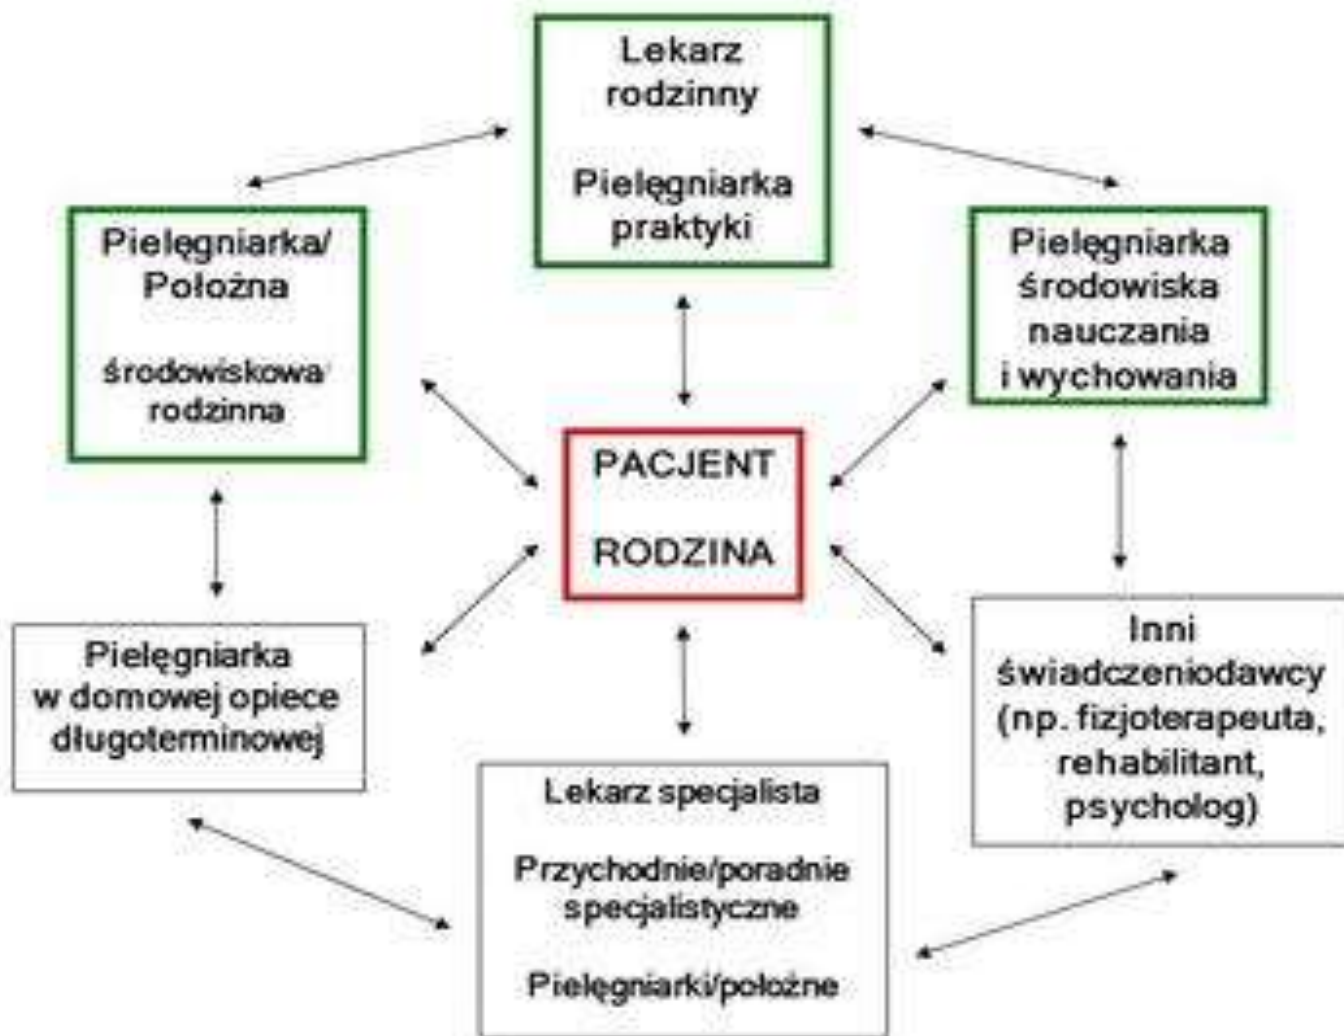 Lekarz
rodzinny
Pielęgniarka
praktyki
Pielęgniarka/
Położna
środowiskowa/
rodzinna
Pielęgniarka
środowiska
nauczania
i wychowania
PACJENT
RODZINA
Pielęgniarka
w domowej opiece
długoterminowej
Inni
świadczeniodawcy
(np. fizjoterapeuta,
rehabilitant,
psycholog)
Lekarz specjalista
Przychodnie/poradnie
specjalistyczne
Pielęgniarki/położne